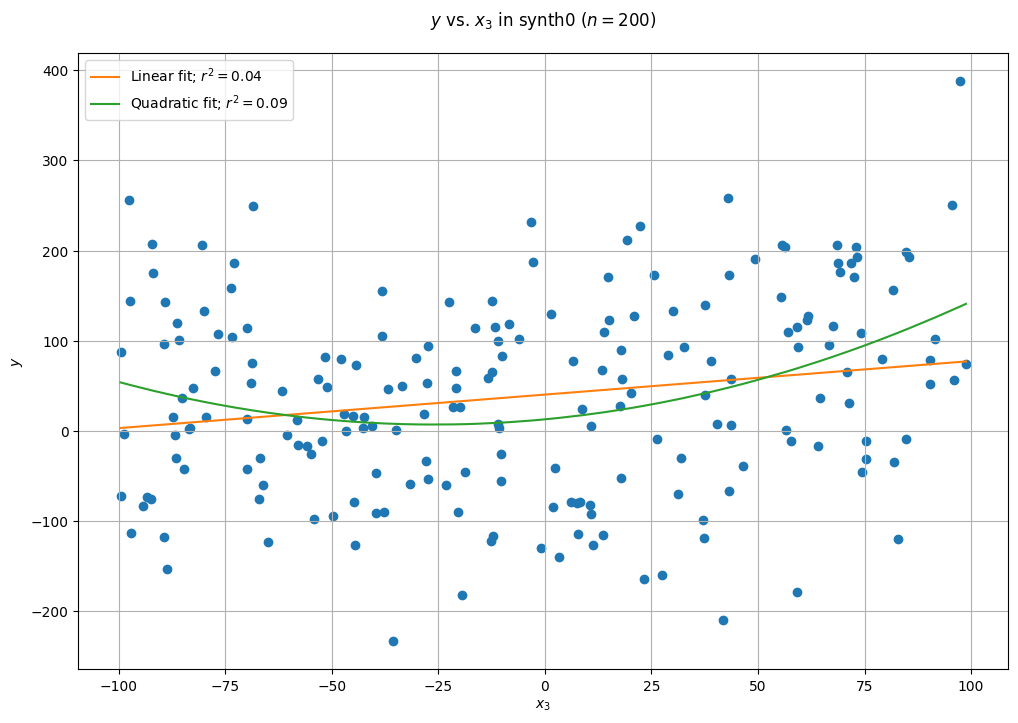 y vs. x₃ in synth0 (n = 200)
Linear fit; r² = 0.04
Quadratic fit; r² = 0.09
400
300
200
100
0
−100
−200
y
−100 −75 −50 −25 0 25 50 75 100
x₃